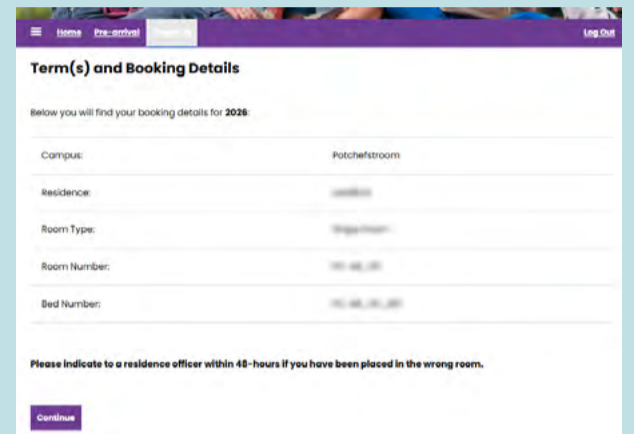 Home Pre-arrival Log Out
Term(s) and Booking Details
Below you will find your booking details for 2026:
Campus: Potchefstroom
Residence:
Room Type:
Room Number:
Bed Number:
Please indicate to a residence officer within 48-hours if you have been placed in the wrong room.
Continue